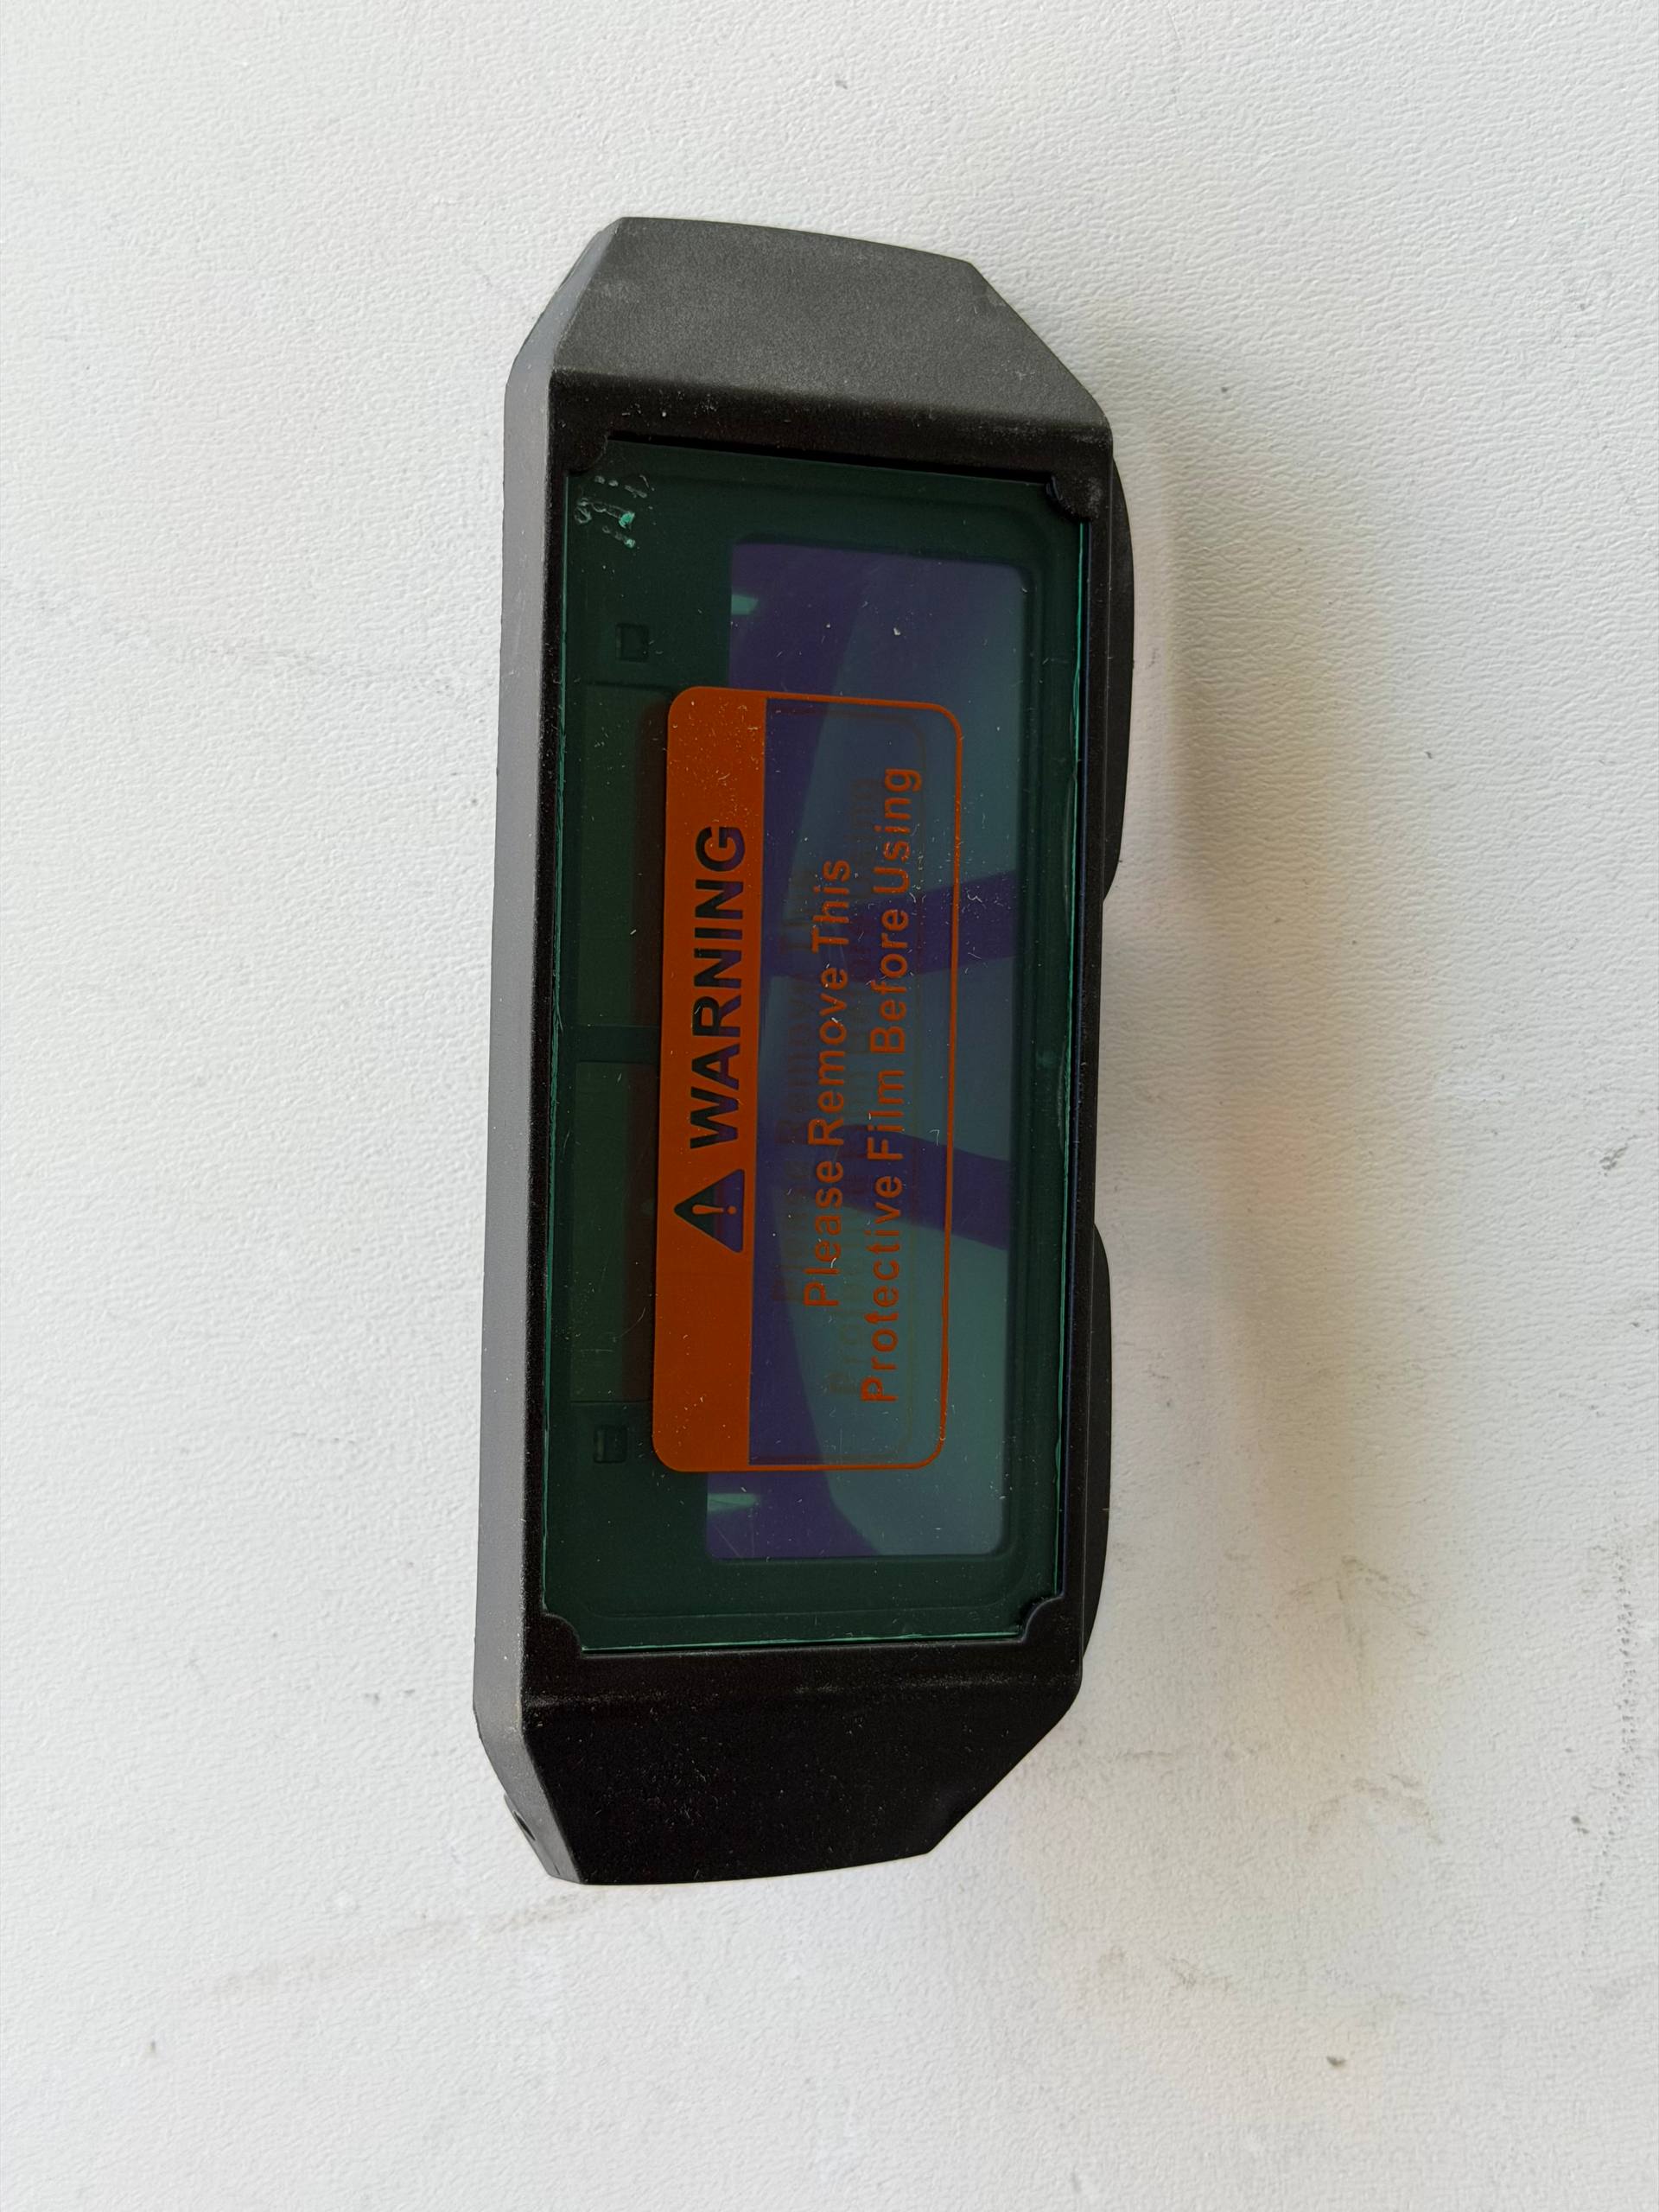 WARNING
Please Remove This
Protective Film Before Using